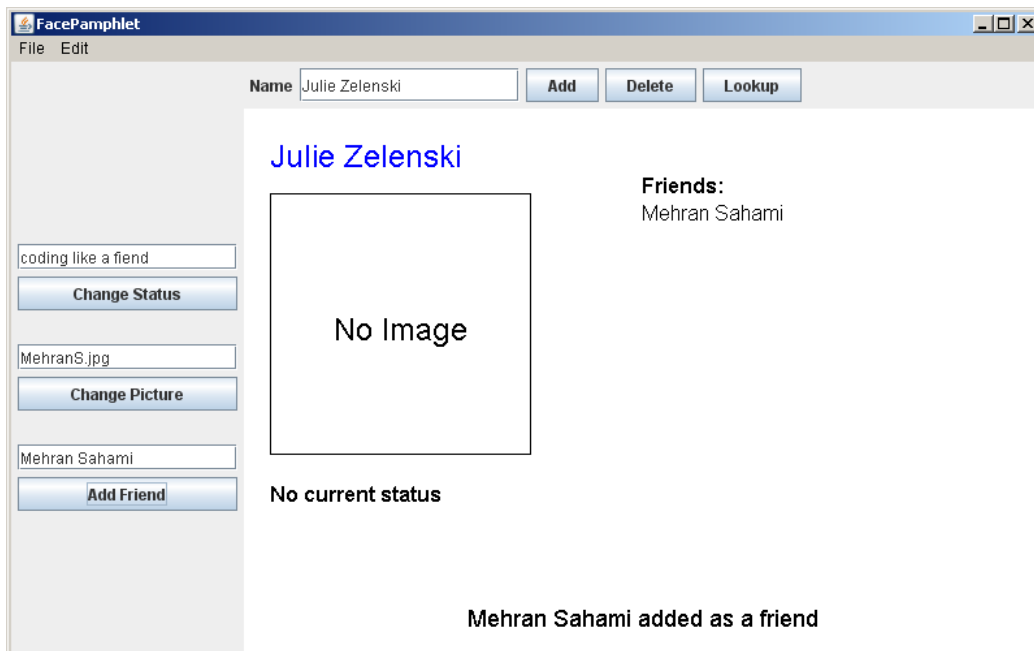 FacePamphlet
File Edit
Name Julie Zelenski Add Delete Lookup
Julie Zelenski
Friends:
Mehran Sahami
coding like a fiend
Change Status
No Image
MehranS.jpg
Change Picture
Mehran Sahami
Add Friend
No current status
Mehran Sahami added as a friend